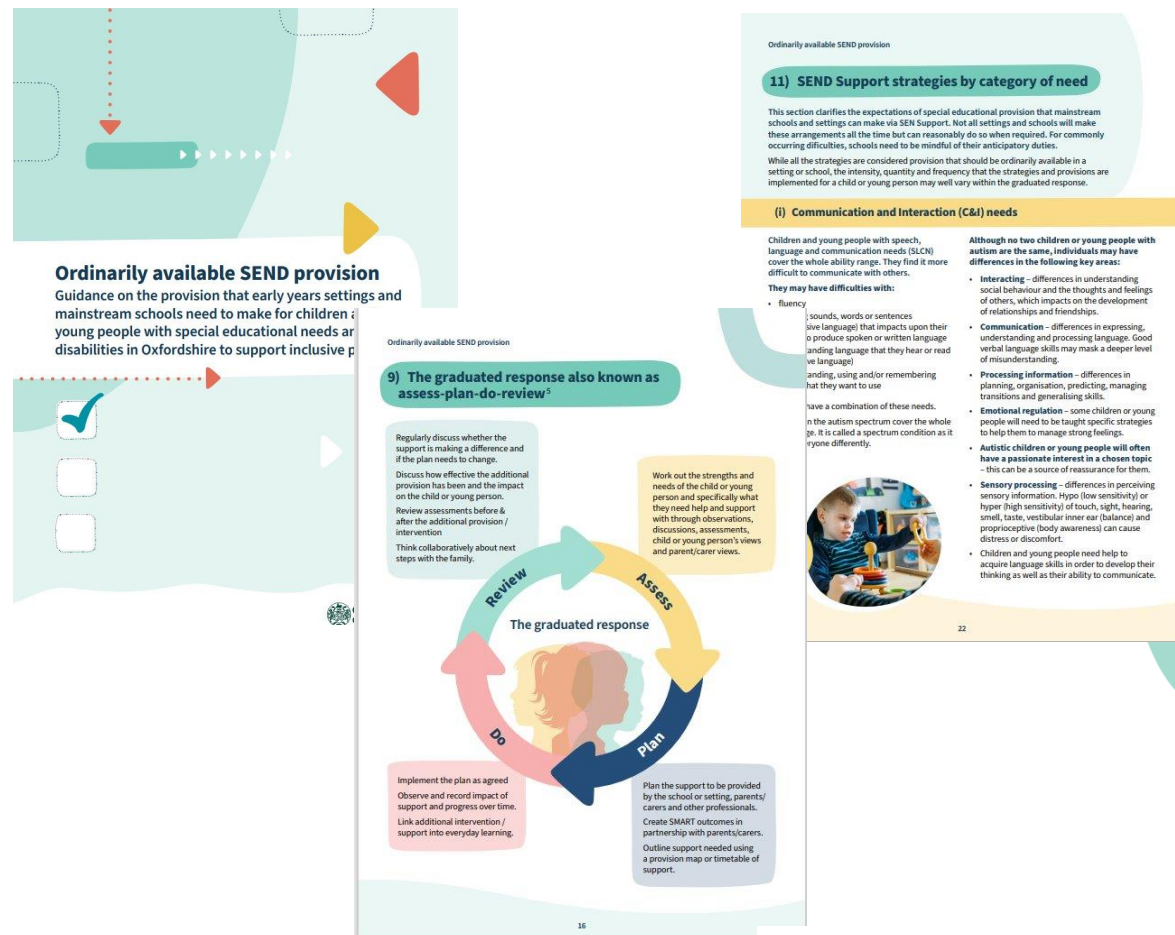 Ordinarily available SEND provision
Guidance on the provision that early years settings and
mainstream schools need to make for children
young people with special educational needs
disabilities in Oxfordshire to support inclusive
Ordinarily available SEND provision
9) The graduated response also known as
assess-plan-do-review5
Regularly discuss whether the
support is making a difference and
if the plan needs to change.
Discuss how effective the additional
provision has been and the impact
on the child or young person.
Review assessments before &
after the additional provision /
intervention
Think collaboratively about next
steps with the family.
Work out the strengths and
needs of the child or young
person and specifically what
they need help and support
with through observations,
discussions, assessments,
child or young person's views
and parent/carer views.
Review
Assess
The graduated response
Do
Plan
Implement the plan as agreed
Observe and record impact of
support and progress over time.
Link additional intervention /
support into everyday learning.
Plan the support to be provided
by the school or setting, parents/
carers and other professionals.
Create SMART outcomes in
partnership with parents/carers.
Outline support needed using
a provision map or timetable of
support.
16
Ordinarily available SEND provision
11) SEND Support strategies by category of need
This section clarifies the expectations of special educational provision that mainstream
schools and settings can make via SEN Support. Not all settings and schools will make
these arrangements all the time but can reasonably do so when required. For commonly
occurring difficulties, schools need to be mindful of their anticipatory duties.
While all the strategies are considered provision that should be ordinarily available in a
setting or school, the intensity, quantity and frequency that the strategies and provisions are
implemented for a child or young person may well vary within the graduated response.
(i) Communication and Interaction (C&I) needs
Children and young people with speech,
language and communication needs (SLCN)
cover the whole ability range. They find it more
difficult to communicate with others.
They may have difficulties with:
• fluency
sounds, words or sentences
language) that impacts upon their
produce spoken or written language
language that they hear or read
language)
using and/or remembering
that they want to use
have a combination of these needs.
the autism spectrum cover the whole
It is called a spectrum condition as it
differently.
Although no two children or young people with
autism are the same, individuals may have
differences in the following key areas:
• Interacting – differences in understanding
social behaviour and the thoughts and feelings
of others, which impacts on the development
of relationships and friendships.
• Communication – differences in expressing,
understanding and processing language. Good
verbal language skills may mask a deeper level
of misunderstanding.
• Processing information – differences in
planning, organisation, predicting, managing
transitions and generalising skills.
• Emotional regulation – some children or young
people will need to be taught specific strategies
to help them to manage strong feelings.
• Autistic children or young people will often
have a passionate interest in a chosen topic
– this can be a source of reassurance for them.
• Sensory processing – differences in perceiving
sensory information. Hypo (low sensitivity) or
hyper (high sensitivity) of touch, sight, hearing,
smell, taste, vestibular inner ear (balance) and
proprioceptive (body awareness) can cause
distress or discomfort.
• Children and young people need help to
acquire language skills in order to develop their
thinking as well as their ability to communicate.
22